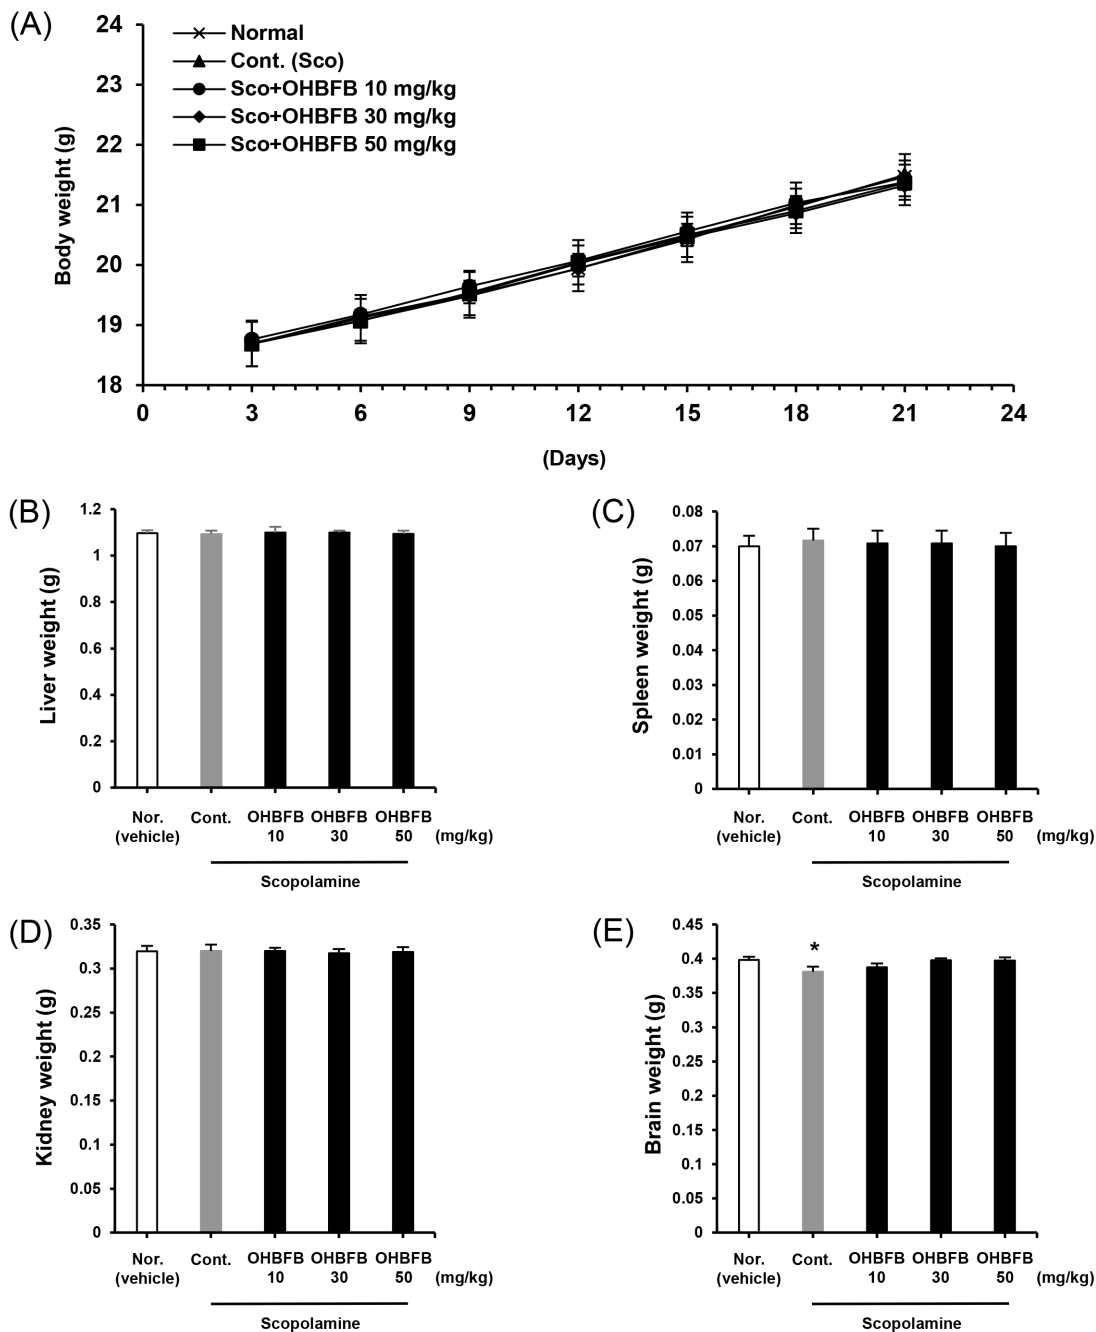 (A)
Normal
Cont. (Sco)
Sco+OHBFB 10 mg/kg
Sco+OHBFB 30 mg/kg
Sco+OHBFB 50 mg/kg
Body weight (g)
24
23
22
21
20
19
18
0 3 6 9 12 15 18 21 24
(Days)
(B)
Liver weight (g)
1.2
1
0.8
0.6
0.4
0.2
0
Nor. Cont. OHBFB OHBFB OHBFB
(vehicle) 10 30 50 (mg/kg)
Scopolamine
(C)
Spleen weight (g)
0.08
0.07
0.06
0.05
0.04
0.03
0.02
0.01
0
Nor. Cont. OHBFB OHBFB OHBFB
(vehicle) 10 30 50 (mg/kg)
Scopolamine
(D)
Kidney weight (g)
0.35
0.3
0.25
0.2
0.15
0.1
0.05
0
Nor. Cont. OHBFB OHBFB OHBFB
(vehicle) 10 30 50 (mg/kg)
Scopolamine
(E)
Brain weight (g)
0.45
0.4
0.35
0.3
0.25
0.2
0.15
0.1
0.05
0
*
Nor. Cont. OHBFB OHBFB OHBFB
(vehicle) 10 30 50 (mg/kg)
Scopolamine